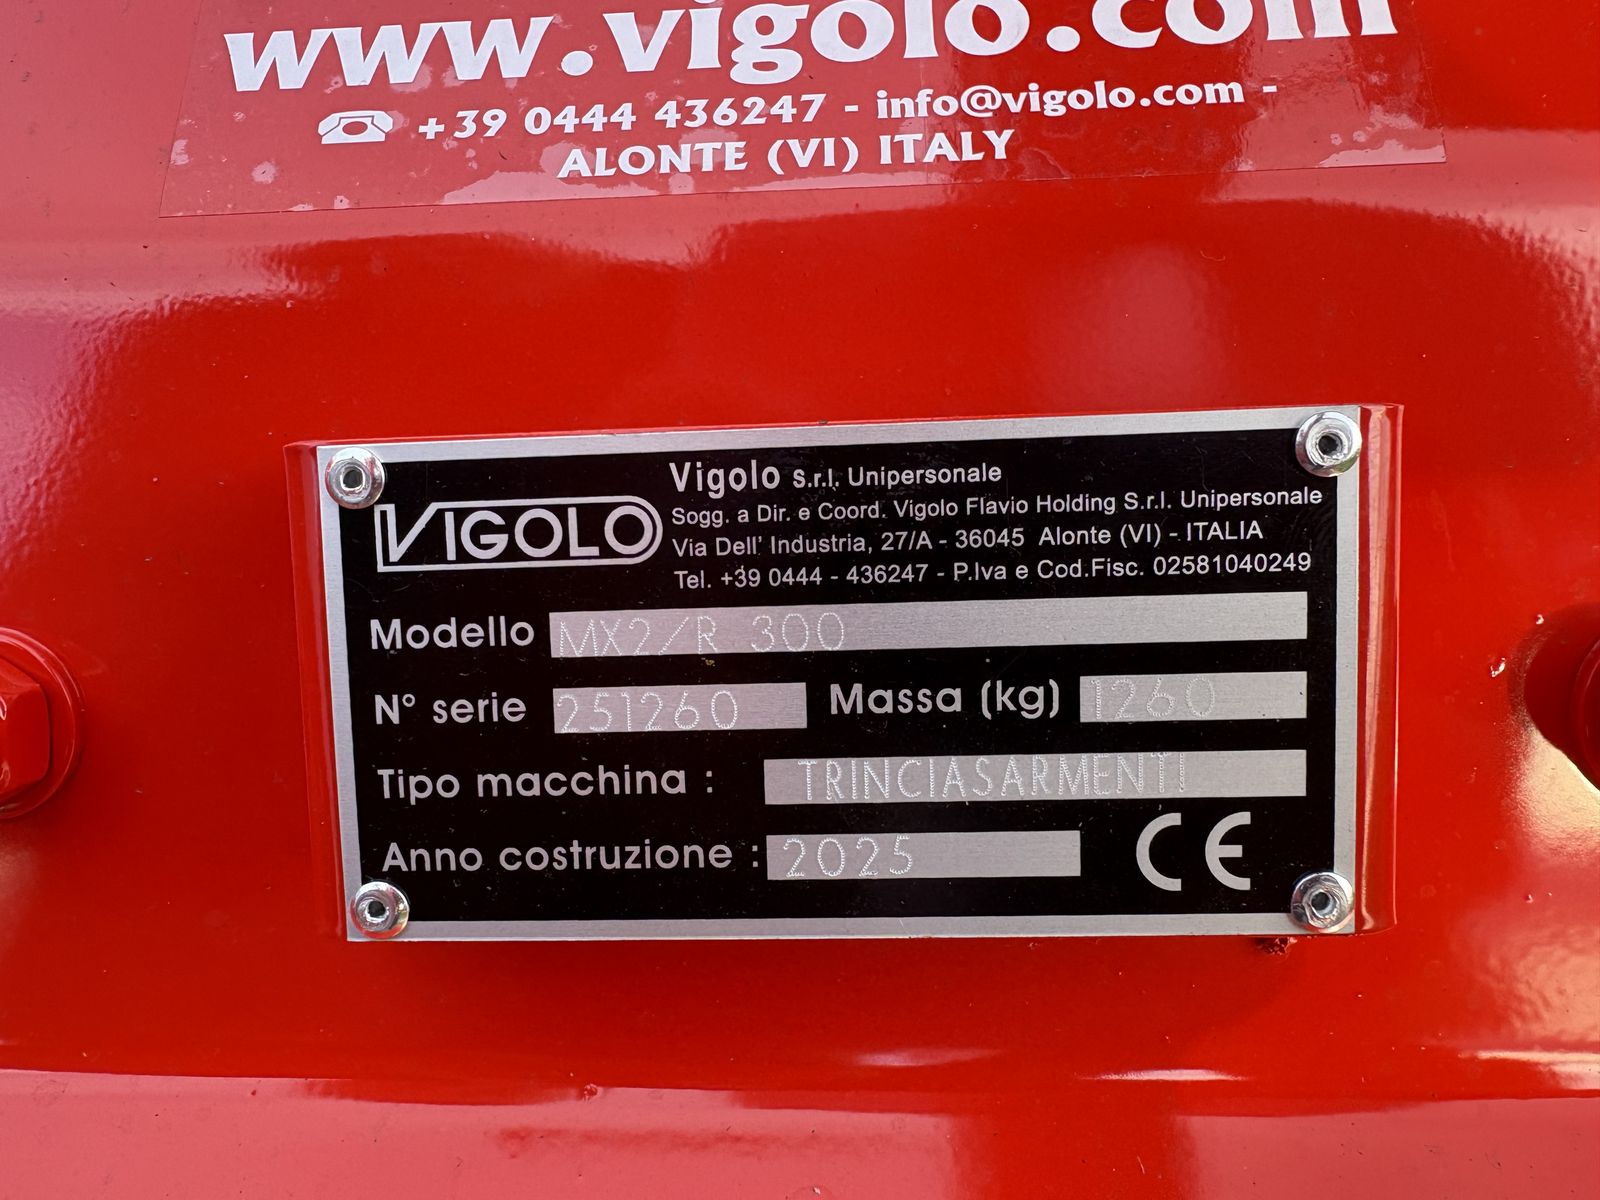 www.vigolo.com
☎ +39 0444 436247 - info@vigolo.com -
ALONTE (VI) ITALY
VIGOLO
Vigolo S.r.l. Unipersonale
Sogg. a Dir. e Coord. Vigolo Flavio Holding S.r.l. Unipersonale
Via Dell' Industria, 27/A - 36045 Alonte (VI) - ITALIA
Tel. +39 0444 - 436247 - P.Iva e Cod.Fisc. 02581040249
Modello MX2/R 300
N° serie 251260 Massa (kg) 1260
Tipo macchina : TRINCIASARMENTI
Anno costruzione : 2025 CE